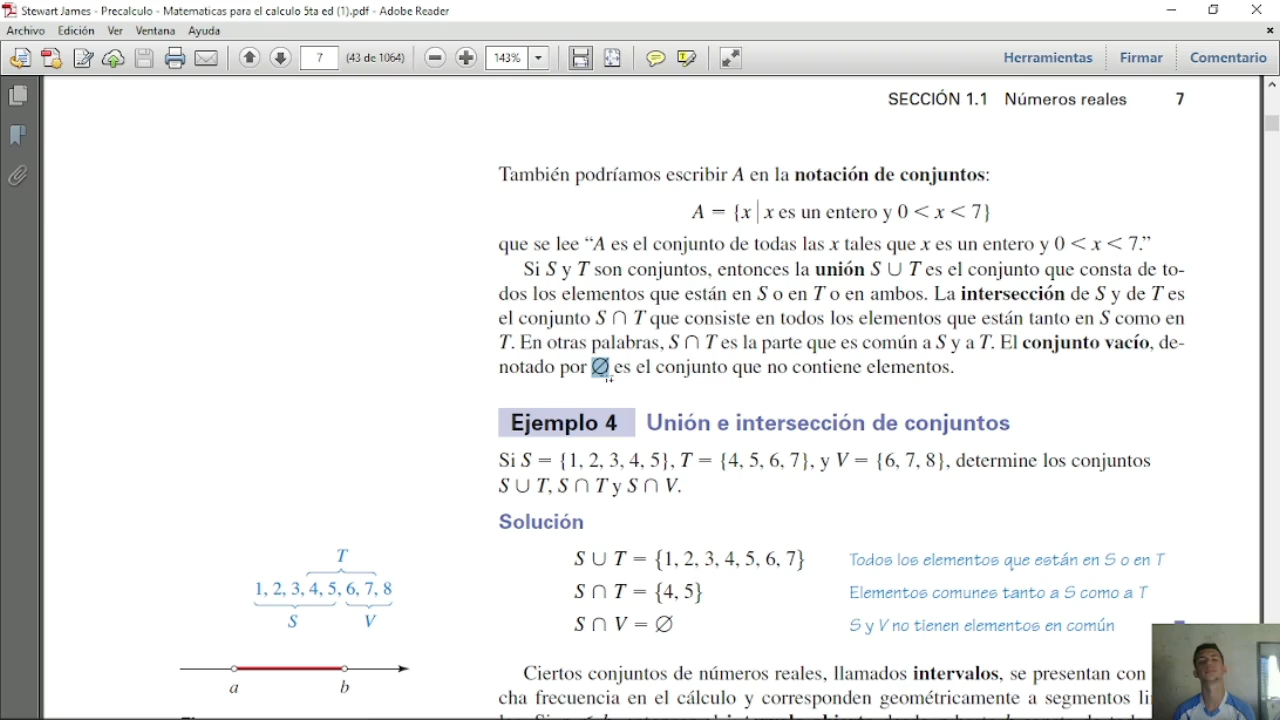 Stewart James - Precalculo - Matematicas para el calculo 5ta ed (1).pdf - Adobe Reader
Archivo Edición Ver Ventana Ayuda
7 (43 de 1064) 143% Herramientas Firmar Comentario
SECCIÓN 1.1 Números reales 7
También podríamos escribir A en la notación de conjuntos:
A = {x | x es un entero y 0 < x < 7}
que se lee “A es el conjunto de todas las x tales que x es un entero y 0 < x < 7.”
Si S y T son conjuntos, entonces la unión S ∪ T es el conjunto que consta de to-
dos los elementos que están en S o en T o en ambos. La intersección de S y de T es
el conjunto S ∩ T que consiste en todos los elementos que están tanto en S como en
T. En otras palabras, S ∩ T es la parte que es común a S y a T. El conjunto vacío, de-
notado por ∅ es el conjunto que no contiene elementos.
Ejemplo 4 Unión e intersección de conjuntos
Si S = {1, 2, 3, 4, 5}, T = {4, 5, 6, 7}, y V = {6, 7, 8}, determine los conjuntos
S ∪ T, S ∩ T y S ∩ V.
Solución
S ∪ T = {1, 2, 3, 4, 5, 6, 7} Todos los elementos que están en S o en T
S ∩ T = {4, 5} Elementos comunes tanto a S como a T
S ∩ V = ∅ S y V no tienen elementos en común
T
1, 2, 3, 4, 5, 6, 7, 8
S V
a b
Ciertos conjuntos de números reales, llamados intervalos, se presentan con
cha frecuencia en el cálculo y corresponden geométricamente a segmentos